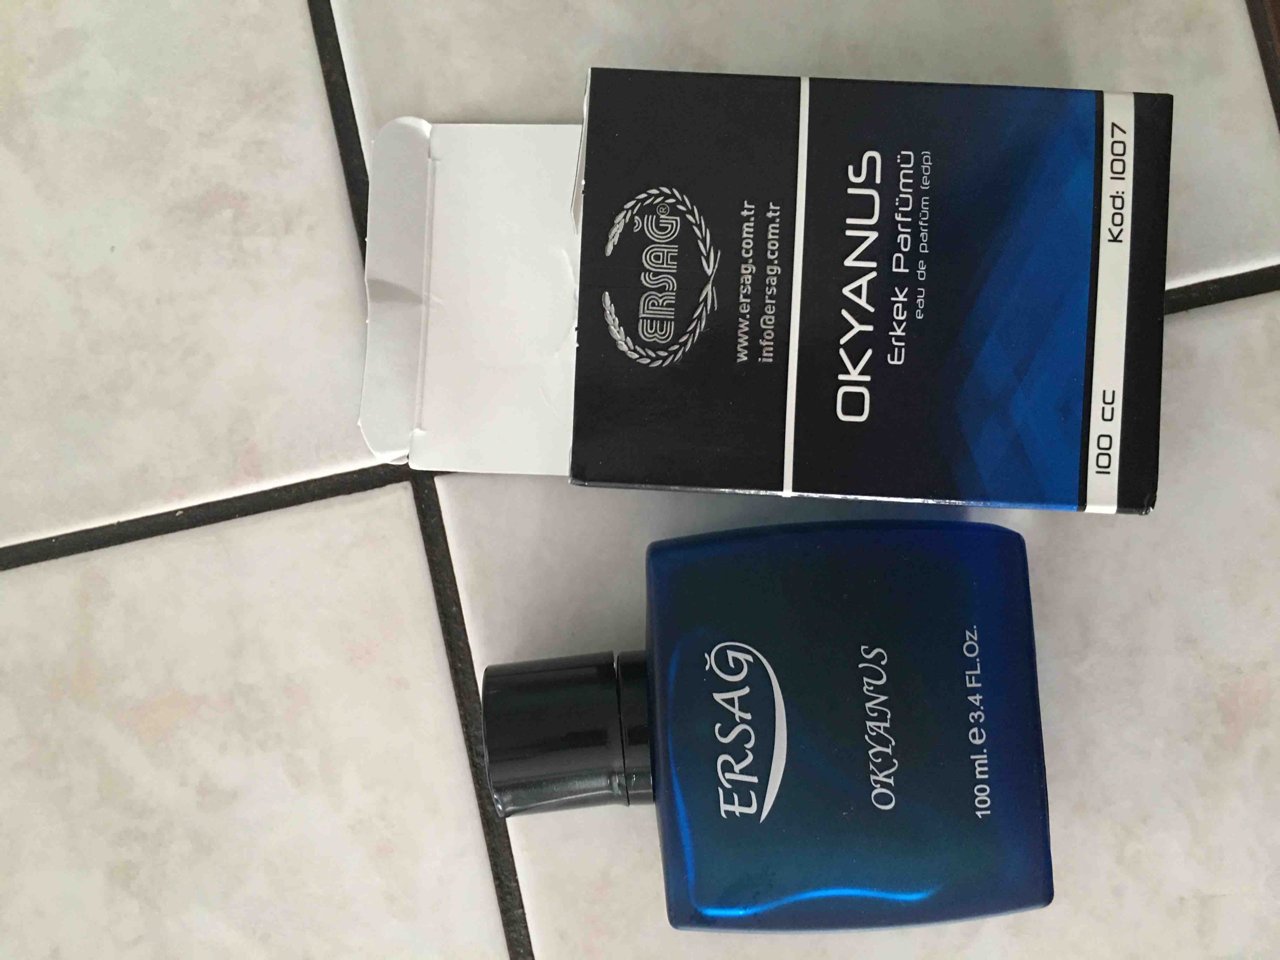 ERSAĞ®
www.ersag.com.tr
info@ersag.com.tr
OKYANUS
Erkek Parfümü
eau de parfüm (edp)
100 CC
Kod: 1007
ERSAĞ
OKYANUS
100 ml. e 3.4 FL.Oz.